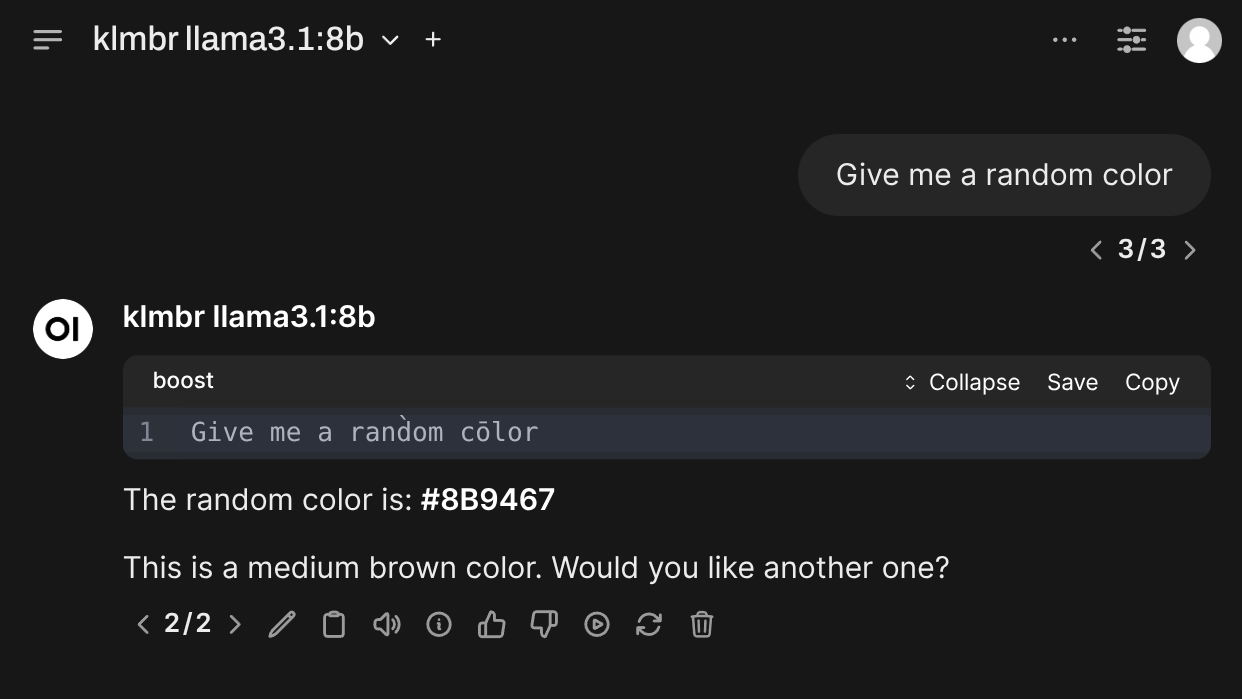 klmbr llama3.1:8b
Give me a random color
3/3
OI
klmbr llama3.1:8b
boost Collapse Save Copy
1 Give me a rand̀om cōlor
The random color is: #8B9467
This is a medium brown color. Would you like another one?
2/2